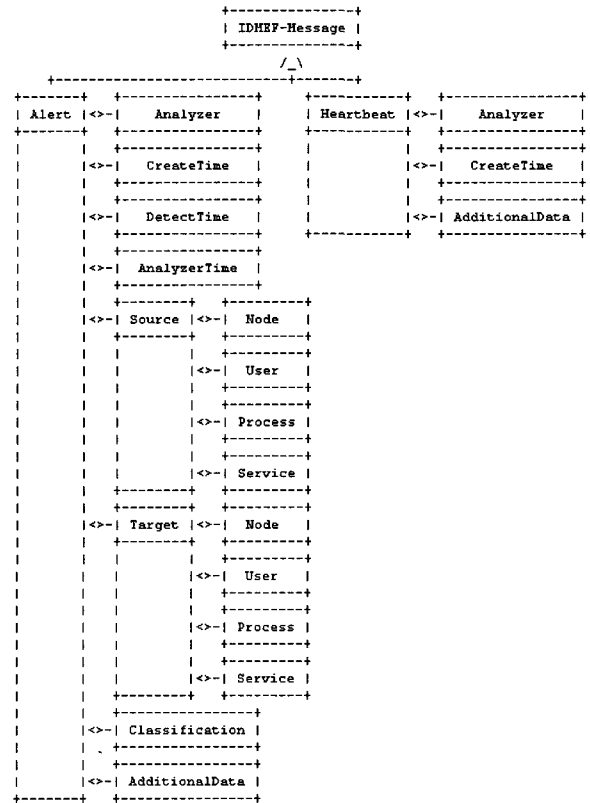 IDMEF-Message
Alert <>- Analyzer Heartbeat <>- Analyzer
<>- CreateTime <>- CreateTime
<>- DetectTime <>- AdditionalData
<>- AnalyzerTime
<>- Source <>- Node
<>- User
<>- Process
<>- Service
<>- Target <>- Node
<>- User
<>- Process
<>- Service
<>- Classification
<>- AdditionalData